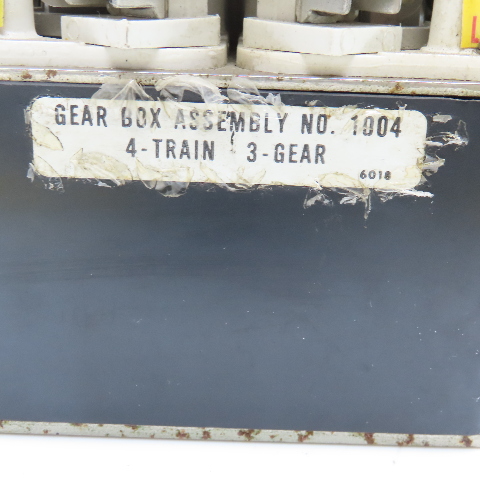 GEAR BOX ASSEMBLY NO. 1004
4-TRAIN 3-GEAR
6018
L